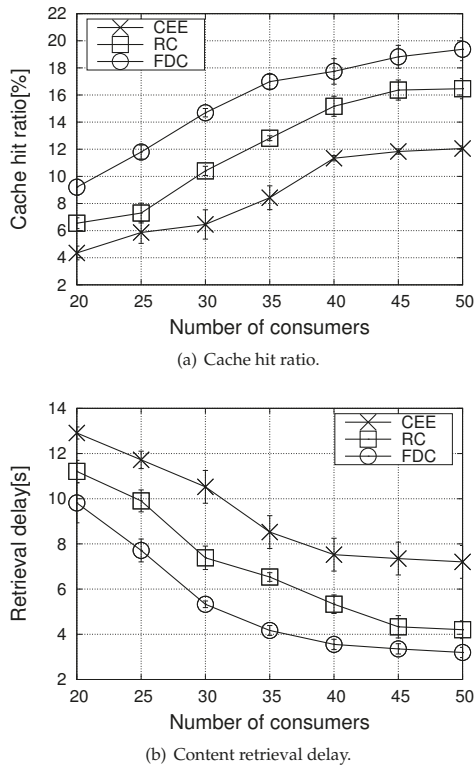 22
20
18
16
14
12
10
8
6
4
2
Cache hit ratio[%]
CEE
RC
FDC
20 25 30 35 40 45 50
Number of consumers
(a) Cache hit ratio.
14
12
10
8
6
4
2
Retrieval delay[s]
CEE
RC
FDC
20 25 30 35 40 45 50
Number of consumers
(b) Content retrieval delay.